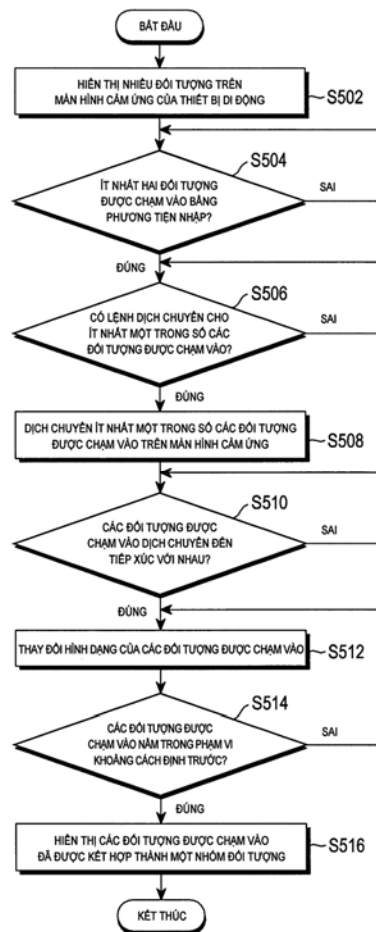 BẮT ĐẦU
HIỂN THỊ NHIỀU ĐỐI TƯỢNG TRÊN
MÀN HÌNH CẢM ỨNG CỦA THIẾT BỊ DI ĐỘNG
S502
S504
ÍT NHẤT HAI ĐỐI TƯỢNG
ĐƯỢC CHẠM VÀO BẰNG
PHƯƠNG TIỆN NHẬP?
SAI
ĐÚNG
S506
CÓ LỆNH DỊCH CHUYỂN CHO
ÍT NHẤT MỘT TRONG SỐ CÁC
ĐỐI TƯỢNG ĐƯỢC CHẠM VÀO?
SAI
ĐÚNG
DỊCH CHUYỂN ÍT NHẤT MỘT TRONG SỐ CÁC ĐỐI TƯỢNG
ĐƯỢC CHẠM VÀO TRÊN MÀN HÌNH CẢM ỨNG
S508
S510
CÁC ĐỐI TƯỢNG ĐƯỢC
CHẠM VÀO DỊCH CHUYỂN ĐẾN
TIẾP XÚC VỚI NHAU?
SAI
ĐÚNG
THAY ĐỔI HÌNH DẠNG CỦA CÁC ĐỐI TƯỢNG ĐƯỢC CHẠM VÀO
S512
S514
CÁC ĐỐI TƯỢNG ĐƯỢC
CHẠM VÀO NẰM TRONG PHẠM VI
KHOẢNG CÁCH ĐỊNH TRƯỚC?
SAI
ĐÚNG
HIỂN THỊ CÁC ĐỐI TƯỢNG ĐƯỢC CHẠM VÀO
ĐÃ ĐƯỢC KẾT HỢP THÀNH MỘT NHÓM ĐỐI TƯỢNG
S516
KẾT THÚC